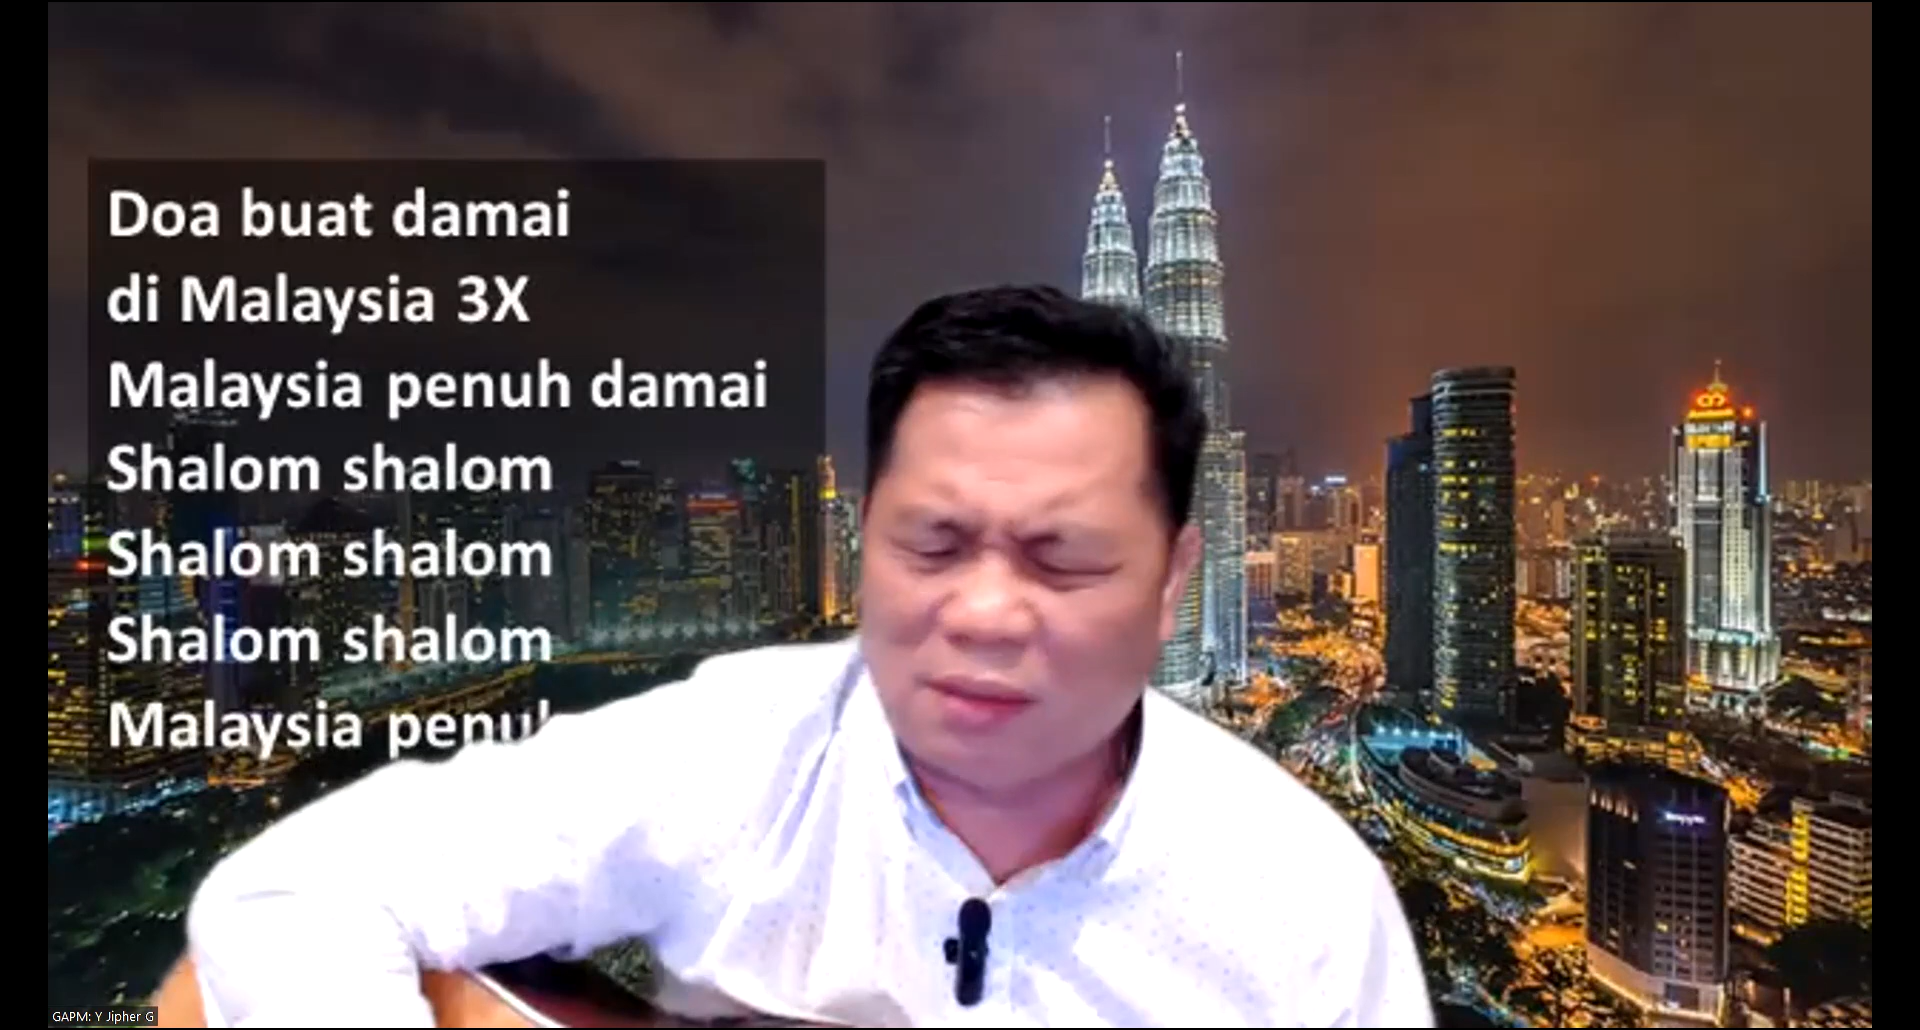 Doa buat damai
di Malaysia 3X
Malaysia penuh damai
Shalom shalom
Shalom shalom
Shalom shalom
Malaysia
GAPM: Y Jipher G